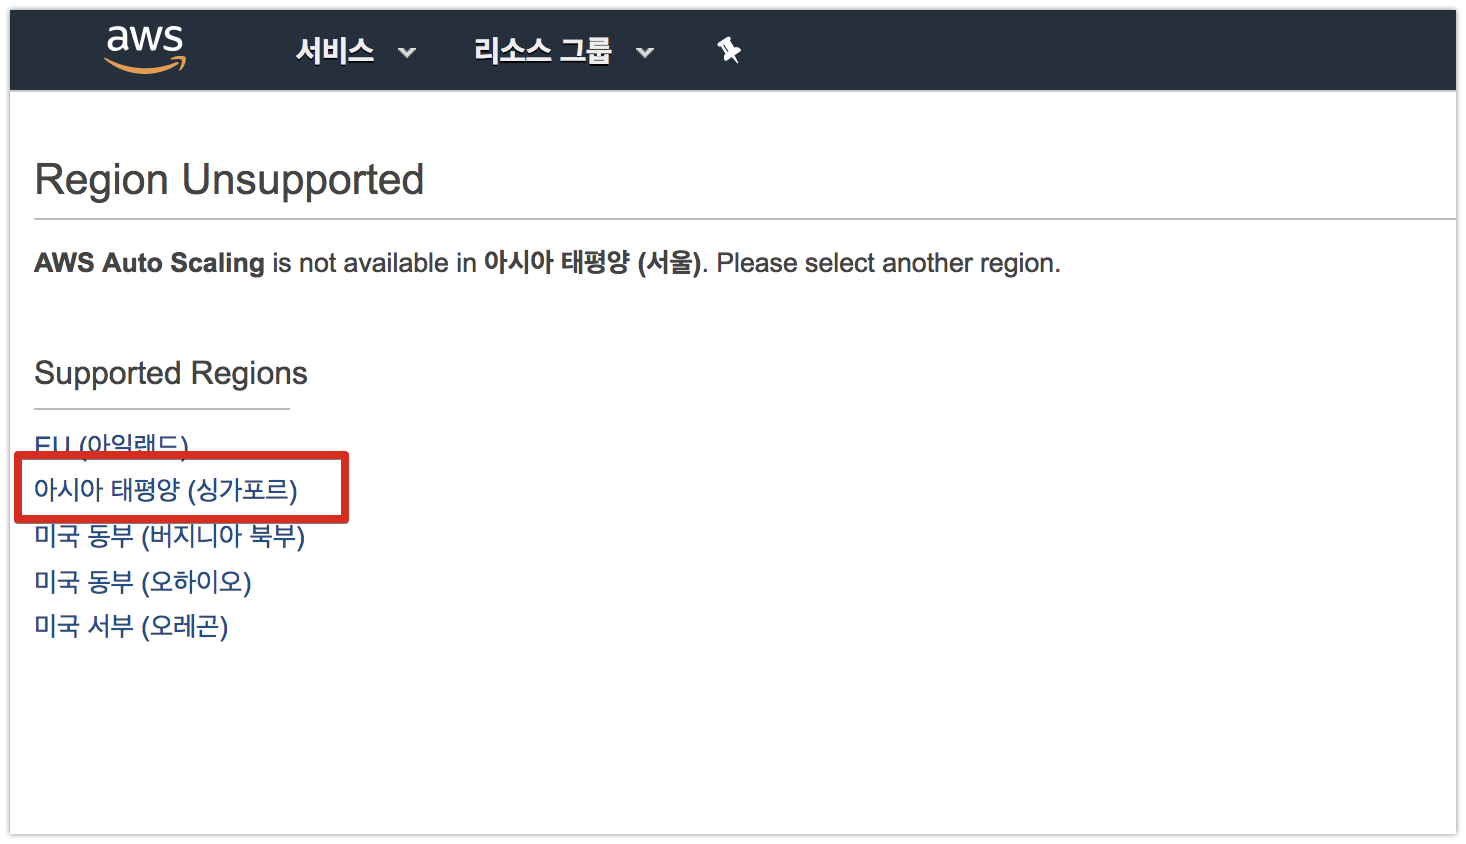 aws 서비스 리소스 그룹
Region Unsupported
AWS Auto Scaling is not available in 아시아 태평양 (서울). Please select another region.
Supported Regions
EU (아일랜드)
아시아 태평양 (싱가포르)
미국 동부 (버지니아 북부)
미국 동부 (오하이오)
미국 서부 (오레곤)